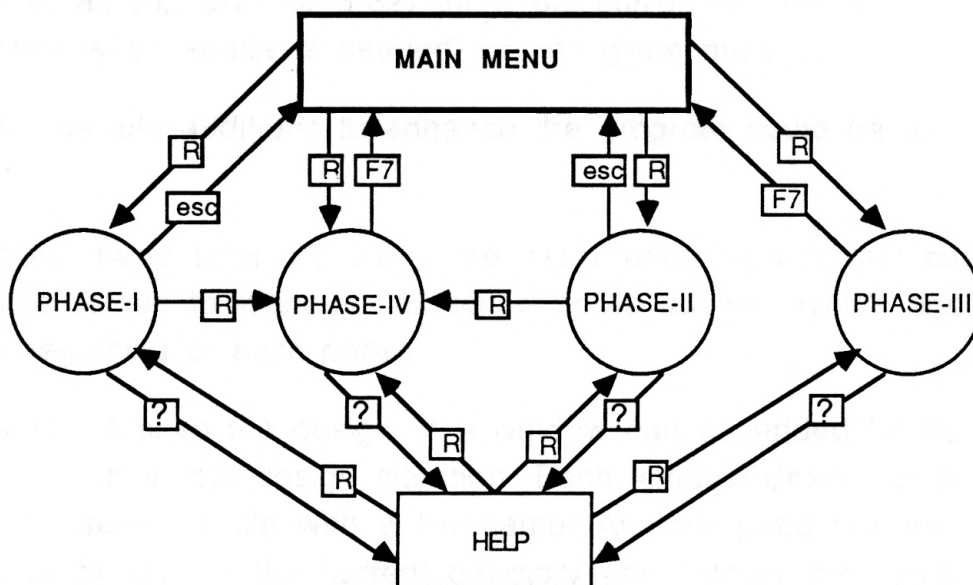 MAIN MENU
R
R
F7
esc
R
R
esc
F7
PHASE-I
R
PHASE-IV
R
PHASE-II
PHASE-III
?
?
?
?
R
R
R
R
HELP